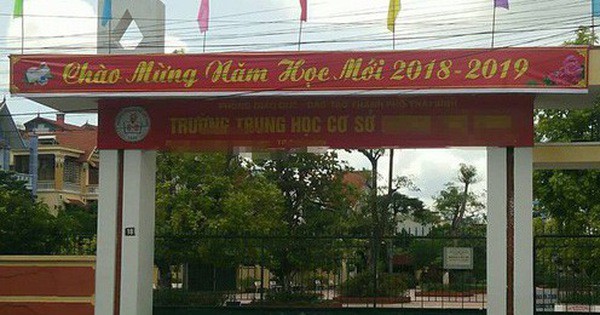 Chào Mừng Năm Học Mới 2018-2019
PHÒNG GIÁO DỤC - ĐÀO TẠO THÀNH PHỐ THÁI BÌNH
TRƯỜNG TRUNG HỌC CƠ SỞ
18